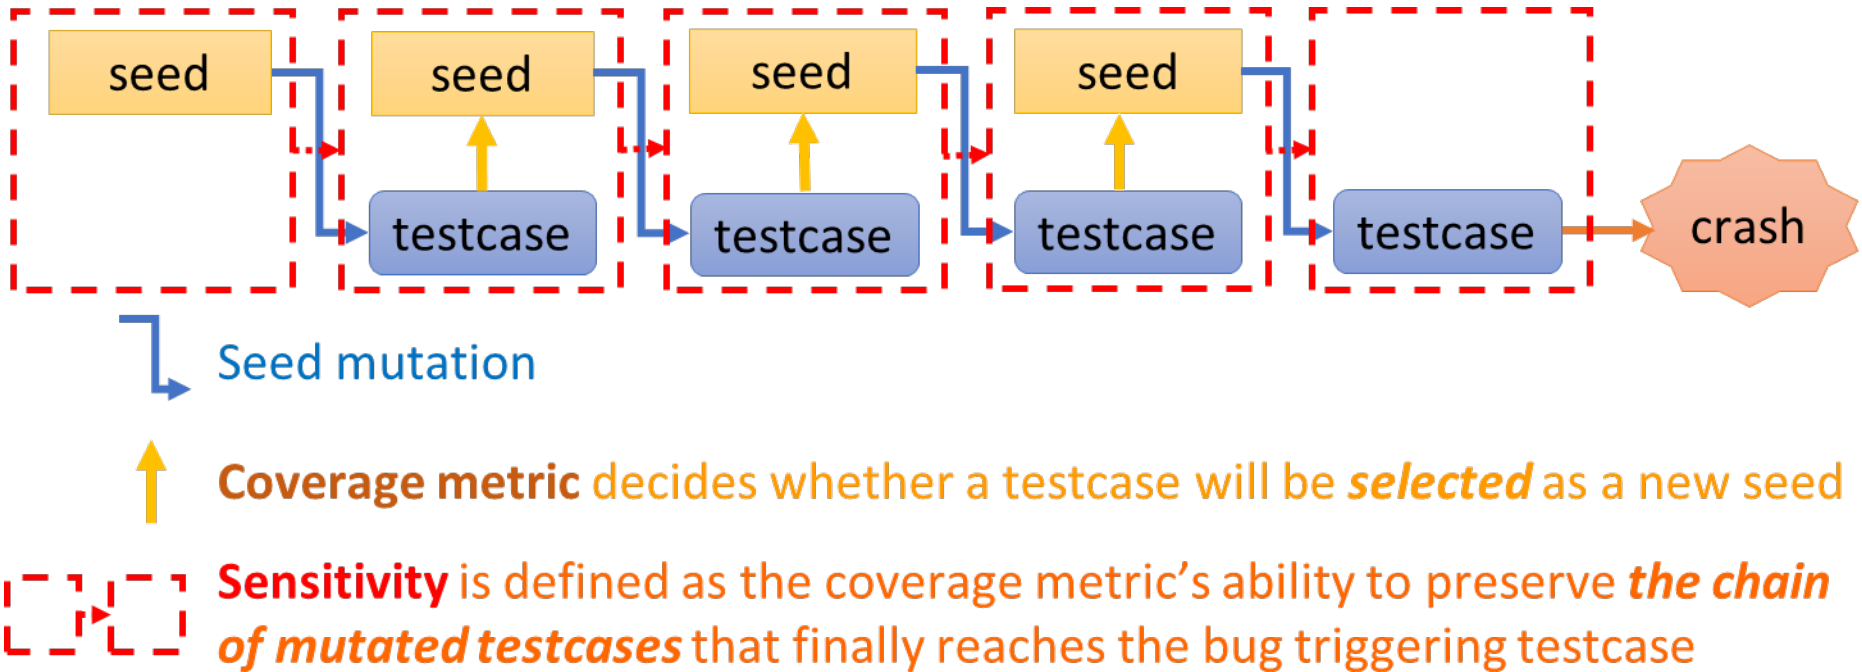 seed
seed
seed
seed
testcase
testcase
testcase
testcase
crash
Seed mutation
Coverage metric decides whether a testcase will be selected as a new seed
Sensitivity is defined as the coverage metric’s ability to preserve the chain
of mutated testcases that finally reaches the bug triggering testcase